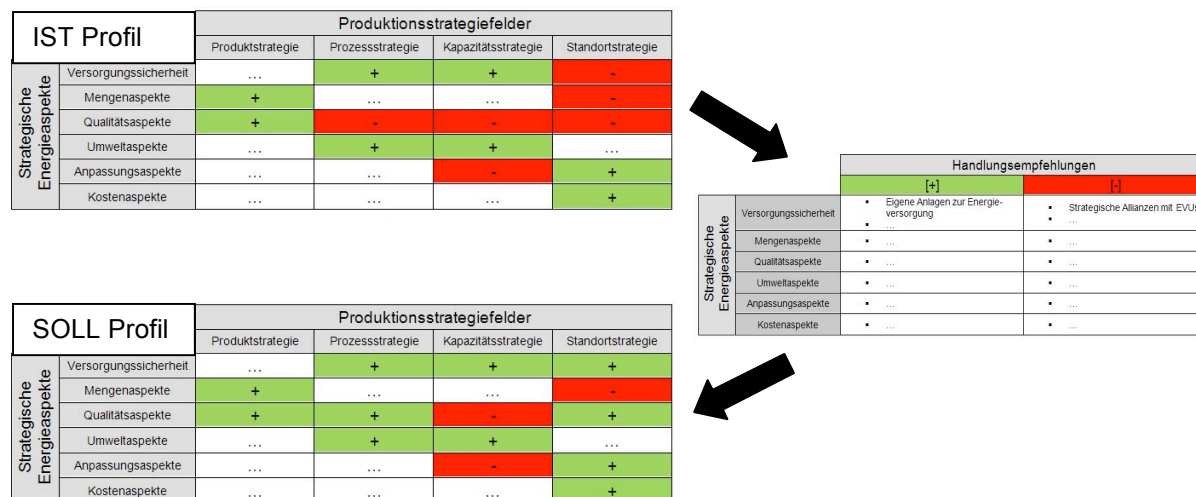 IST Profil
Produktionsstrategiefelder
Produktstrategie Prozessstrategie Kapazitätsstrategie Standortstrategie
Strategische
Energieaspekte
Versorgungssicherheit ... + + -
Mengenaspekte + ... ... -
Qualitätsaspekte + - - -
Umweltaspekte ... + + ...
Anpassungsaspekte ... ... - +
Kostenaspekte ... ... ... +
Handlungsempfehlungen
[+] [-]
Strategische
Energieaspekte
Versorgungssicherheit ▪ Eigene Anlagen zur Energie- ▪ Strategische Allianzen mit EVUs
versorgung ▪ ...
▪ ...
Mengenaspekte ▪ ... ▪ ...
Qualitätsaspekte ▪ ... ▪ ...
Umweltaspekte ▪ ... ▪ ...
Anpassungsaspekte ▪ ... ▪ ...
Kostenaspekte ▪ ... ▪ ...
SOLL Profil
Produktionsstrategiefelder
Produktstrategie Prozessstrategie Kapazitätsstrategie Standortstrategie
Strategische
Energieaspekte
Versorgungssicherheit ... + + +
Mengenaspekte + ... ... -
Qualitätsaspekte + + - +
Umweltaspekte ... + + ...
Anpassungsaspekte ... ... - +
Kostenaspekte ... ... ... +